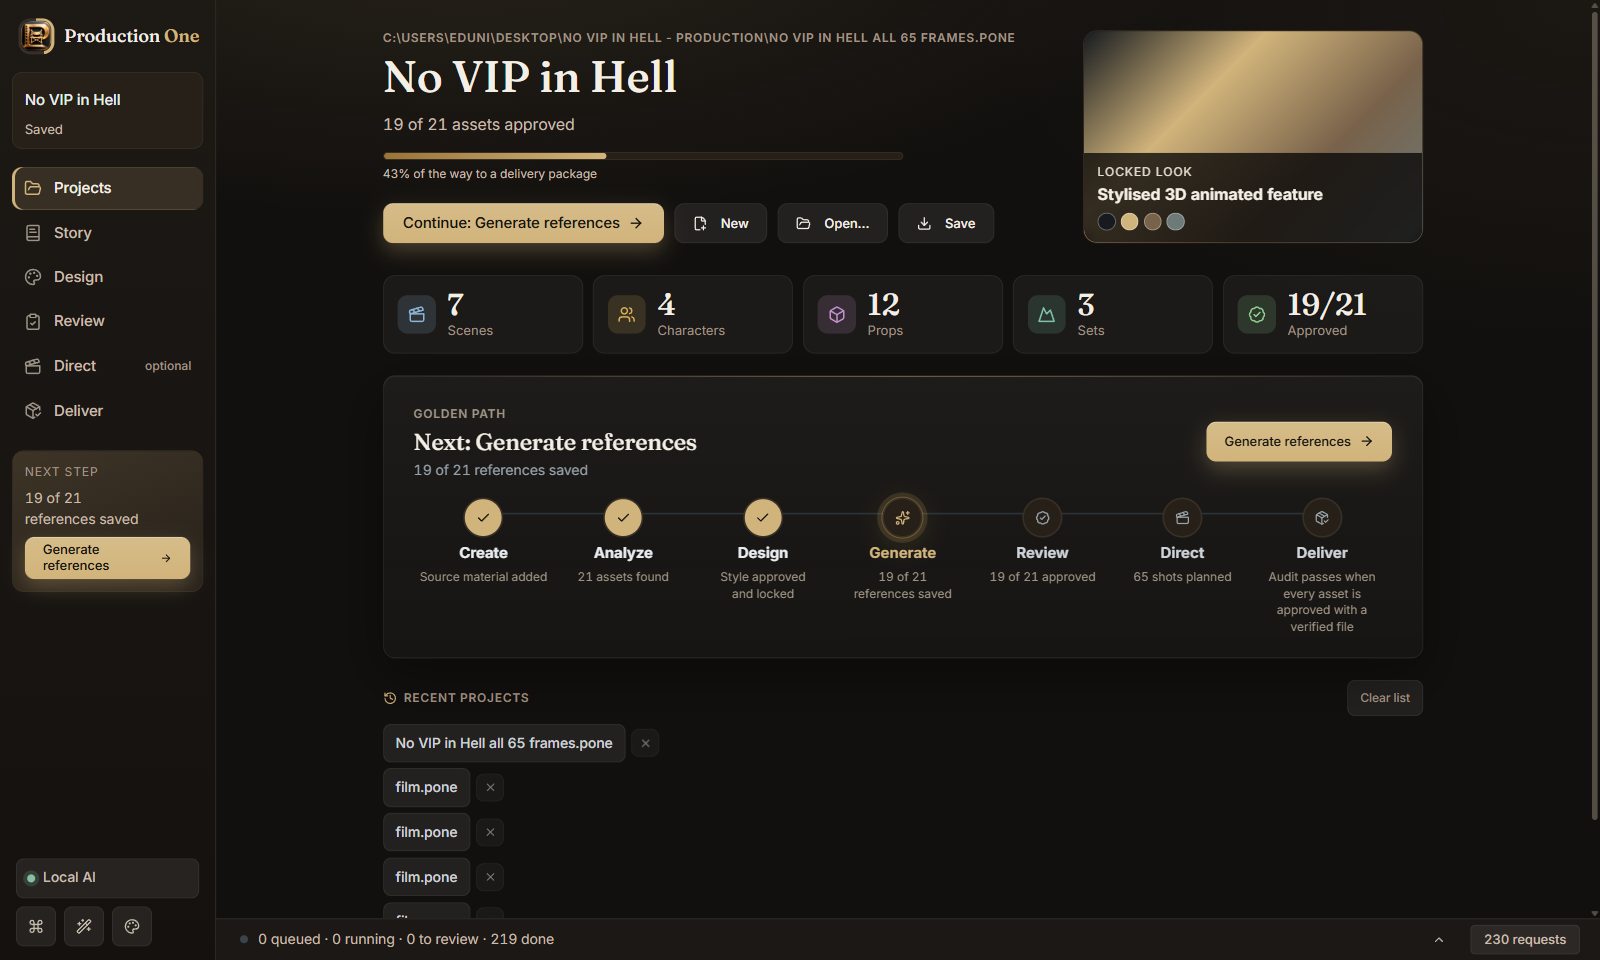 Production One
No VIP in Hell
Saved
Projects
Story
Design
Review
Direct optional
Deliver
NEXT STEP
19 of 21
references saved
Generate
references
Local AI
C:\USERS\EDUNI\DESKTOP\NO VIP IN HELL - PRODUCTION\NO VIP IN HELL ALL 65 FRAMES.PONE
No VIP in Hell
19 of 21 assets approved
43% of the way to a delivery package
Continue: Generate references
New
Open...
Save
LOCKED LOOK
Stylised 3D animated feature
7
Scenes
4
Characters
12
Props
3
Sets
19/21
Approved
GOLDEN PATH
Next: Generate references
19 of 21 references saved
Generate references
Create
Source material added
Analyze
21 assets found
Design
Style approved
and locked
Generate
19 of 21
references saved
Review
19 of 21 approved
Direct
65 shots planned
Deliver
Audit passes when
every asset is
approved with a
verified file
RECENT PROJECTS
Clear list
No VIP in Hell all 65 frames.pone
film.pone
film.pone
film.pone
0 queued · 0 running · 0 to review · 219 done
230 requests